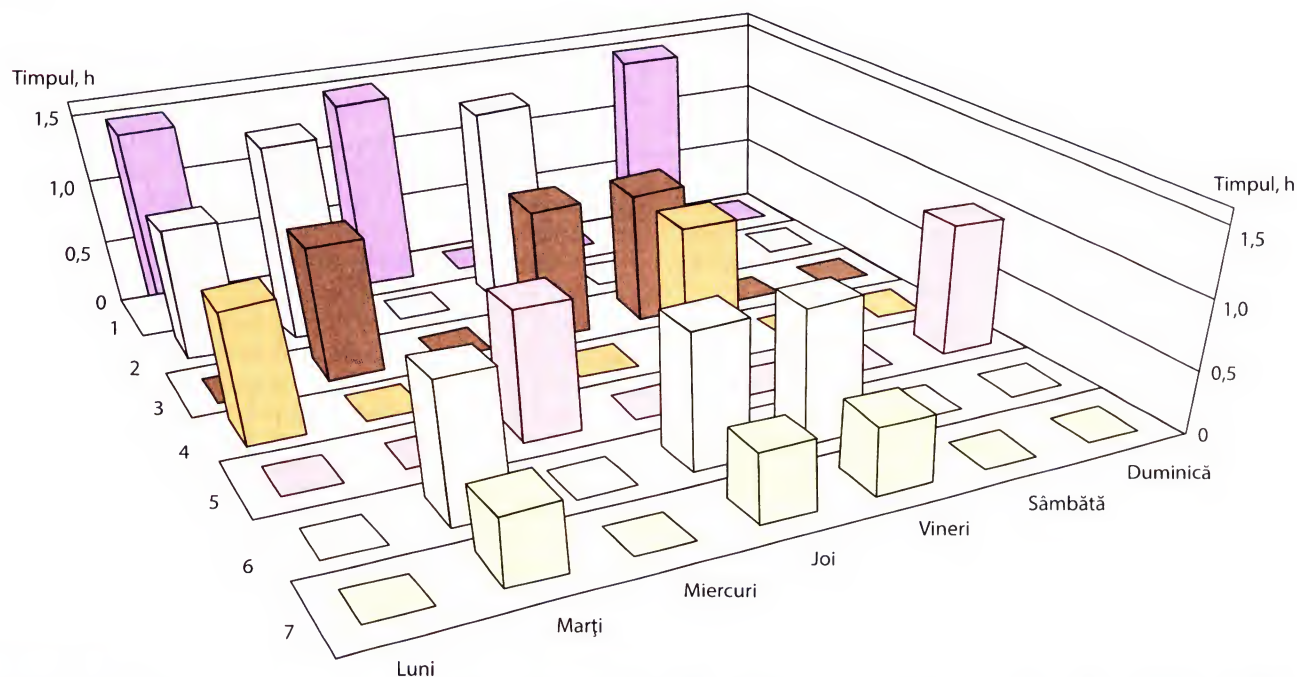 Timpul, h
1,5
1,0
0,5
0
1
2
3
4
5
6
7
Luni
Marţi
Miercuri
Joi
Vineri
Sâmbătă
Duminică
Timpul, h
1,5
1,0
0,5
0